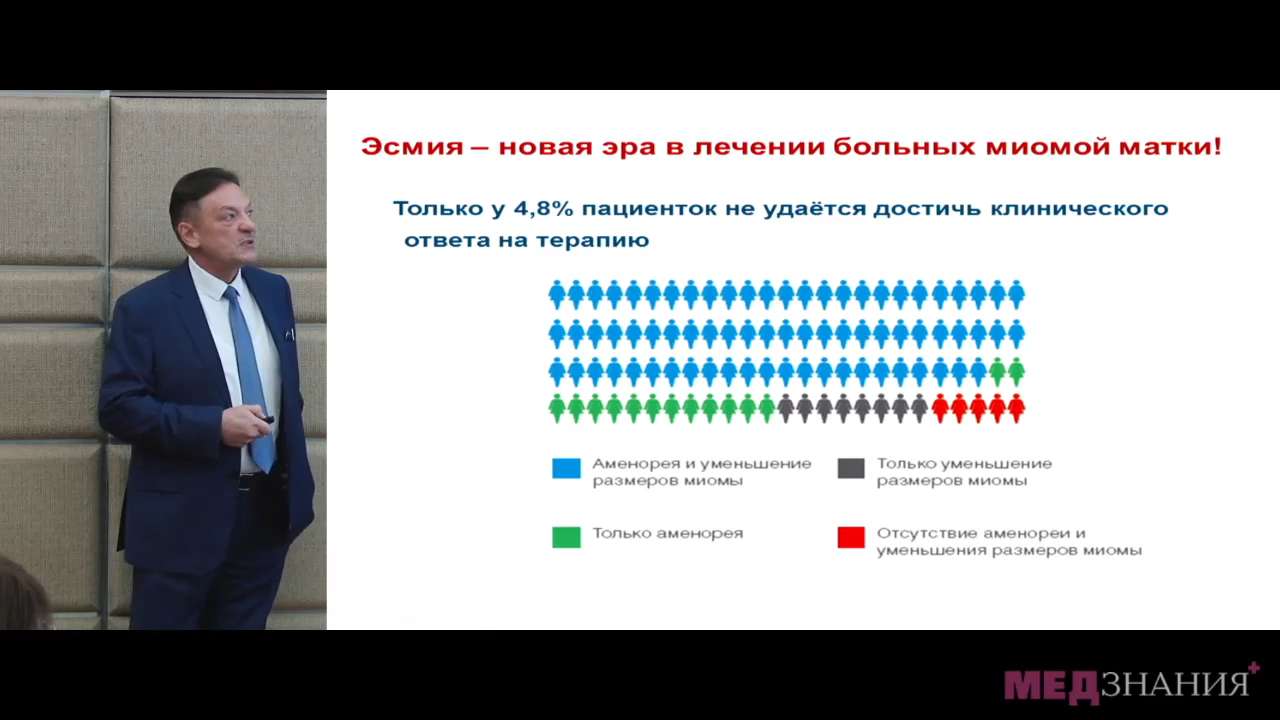 Эсмия – новая эра в лечении больных миомой матки!
Только у 4,8% пациенток не удаётся достичь клинического
ответа на терапию
Аменорея и уменьшение
размеров миомы
Только уменьшение
размеров миомы
Только аменорея
Отсутствие аменореи и
уменьшения размеров миомы
МЕДЗНАНИЯ+